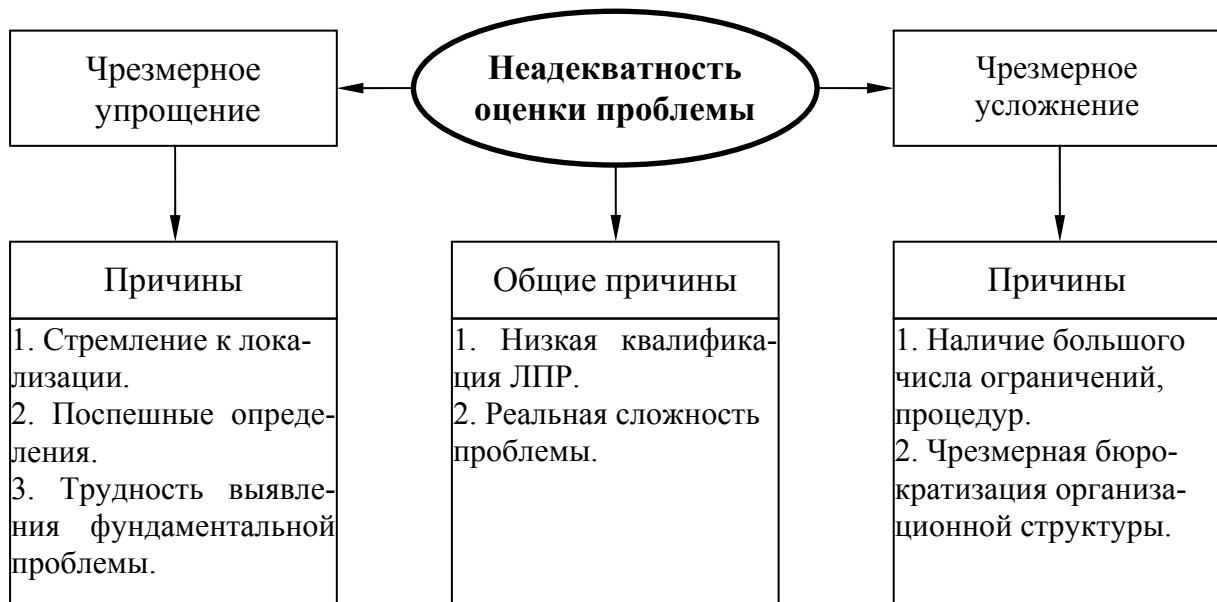 Чрезмерное
упрощение
Неадекватность
оценки проблемы
Чрезмерное
усложнение
Причины
1. Стремление к лока-
лизации.
2. Поспешные опреде-
ления.
3. Трудность выявле-
ния фундаментальной
проблемы.
Общие причины
1. Низкая квалифика-
ция ЛПР.
2. Реальная сложность
проблемы.
Причины
1. Наличие большого
числа ограничений,
процедур.
2. Чрезмерная бюро-
кратизация организа-
ционной структуры.